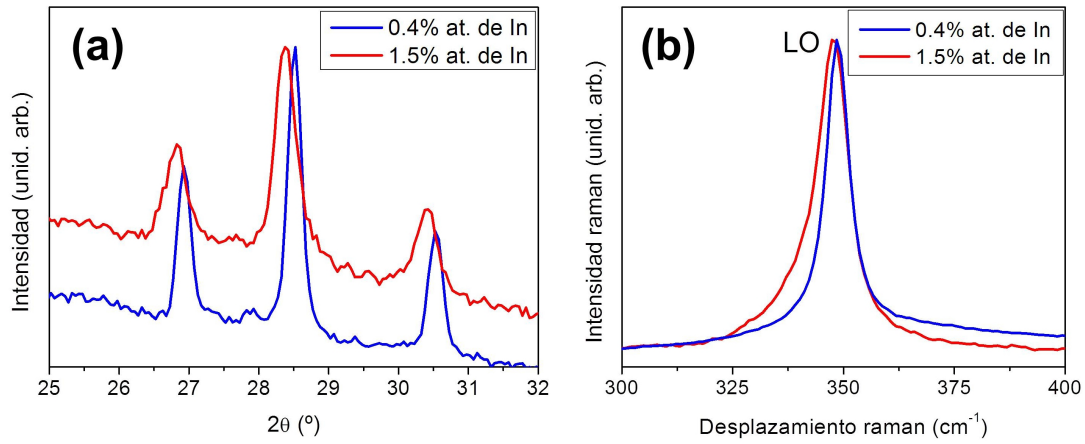 (a)
0.4% at. de In
1.5% at. de In
Intensidad (unid. arb.)
25 26 27 28 29 30 31 32
2θ (º)
(b)
LO
0.4% at. de In
1.5% at. de In
Intensidad raman (unid. arb.)
300 325 350 375 400
Desplazamiento raman (cm⁻¹)